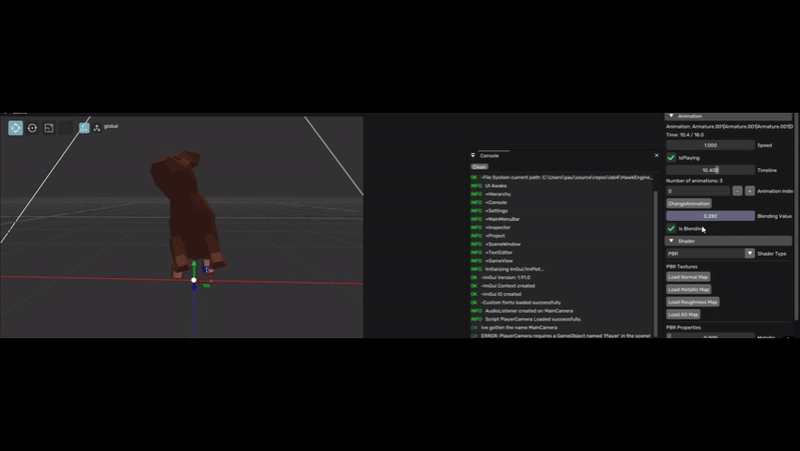 global
Console
Clean
OK -File System current path: C:\Users\pau\source\repos\lab4\HawkEngine_
INFO UI Awake
INFO +Hierarchy
INFO +Console
INFO +Settings
INFO +MainMenuBar
INFO +Inspector
INFO +Project
INFO +SceneWindow
INFO +TextEditor
INFO +GameView
INFO Initializing ImGui/ImPlot...
OK -ImGui Version: 1.91.0
OK -ImGui Context created
OK -ImGui IO created
OK -Custom fonts loaded successfully
INFO AudioListener created on MainCamera
INFO Script PlayerCamera Loaded successfully.
C# Ive gotten the name MainCamera
C# ERROR: PlayerCamera requires a GameObject named 'Player' in the scene!
Animation
Animation: Armature.001|Armature.001|Armature.001|D
Time: 10.4 / 18.0
1.000 Speed
IsPlaying
10.400 Timeline
Number of animations: 3
0 - + Animation Index
ChangeAnimation
0.280 Blending Value
Is Blending
Shader
PBR Shader Type
PBR Textures
Load Normal Map
Load Metallic Map
Load Roughness Map
Load AO Map
PBR Properties
0.000 Metallic